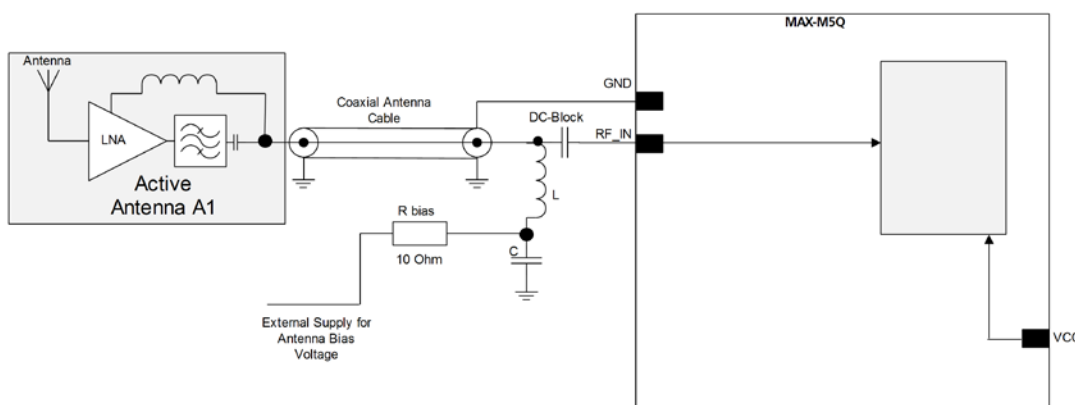 MAX-M5Q
Antenna
LNA
Active
Antenna A1
Coaxial Antenna
Cable
GND
DC-Block
RF_IN
L
R bias
10 Ohm
C
External Supply for
Antenna Bias
Voltage
VCC